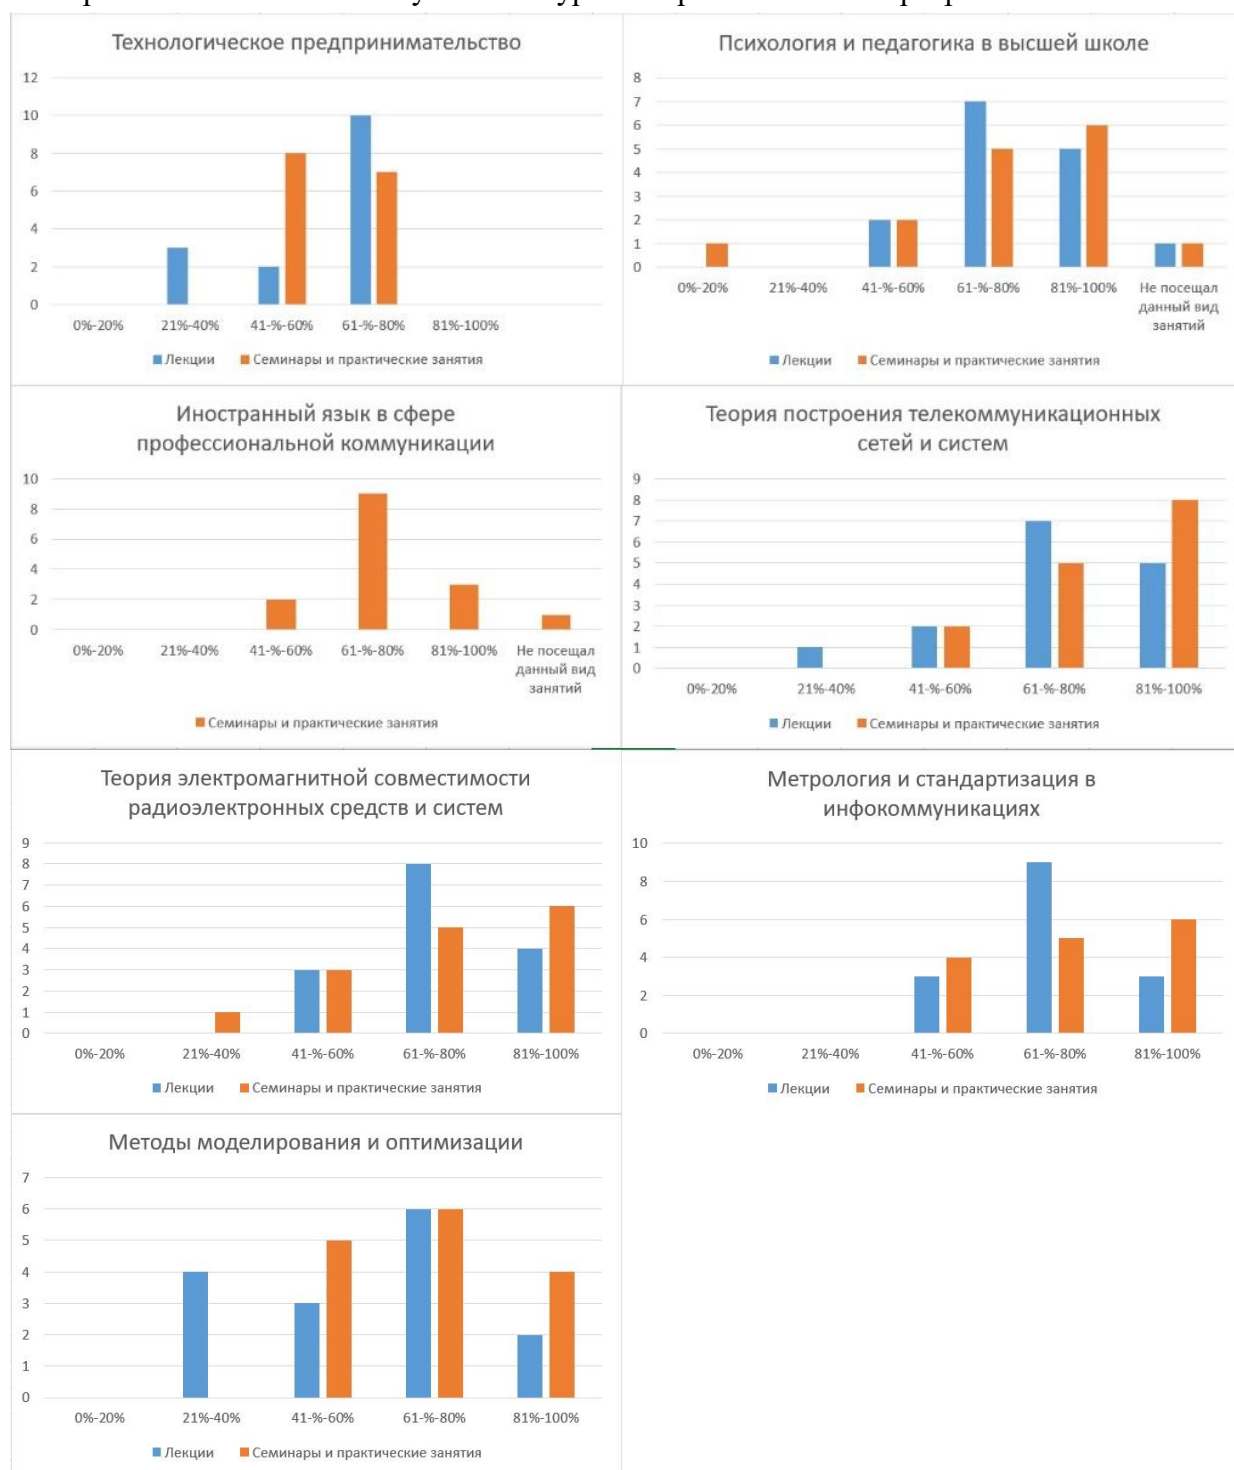 Технологическое предпринимательство
12
10
8
6
4
2
0
0%-20% 21%-40% 41-%-60% 61-%-80% 81%-100%
Лекции Семинары и практические занятия
Психология и педагогика в высшей школе
8
7
6
5
4
3
2
1
0
0%-20% 21%-40% 41-%-60% 61-%-80% 81%-100% Не посещал
данный вид
занятий
Лекции Семинары и практические занятия
Иностранный язык в сфере
профессиональной коммуникации
10
8
6
4
2
0
0%-20% 21%-40% 41-%-60% 61-%-80% 81%-100% Не посещал
данный вид
занятий
Семинары и практические занятия
Теория построения телекоммуникационных
сетей и систем
9
8
7
6
5
4
3
2
1
0
0%-20% 21%-40% 41-%-60% 61-%-80% 81%-100%
Лекции Семинары и практические занятия
Теория электромагнитной совместимости
радиоэлектронных средств и систем
9
8
7
6
5
4
3
2
1
0
0%-20% 21%-40% 41-%-60% 61-%-80% 81%-100%
Лекции Семинары и практические занятия
Метрология и стандартизация в
инфокоммуникациях
10
8
6
4
2
0
0%-20% 21%-40% 41-%-60% 61-%-80% 81%-100%
Лекции Семинары и практические занятия
Методы моделирования и оптимизации
7
6
5
4
3
2
1
0
0%-20% 21%-40% 41-%-60% 61-%-80% 81%-100%
Лекции Семинары и практические занятия